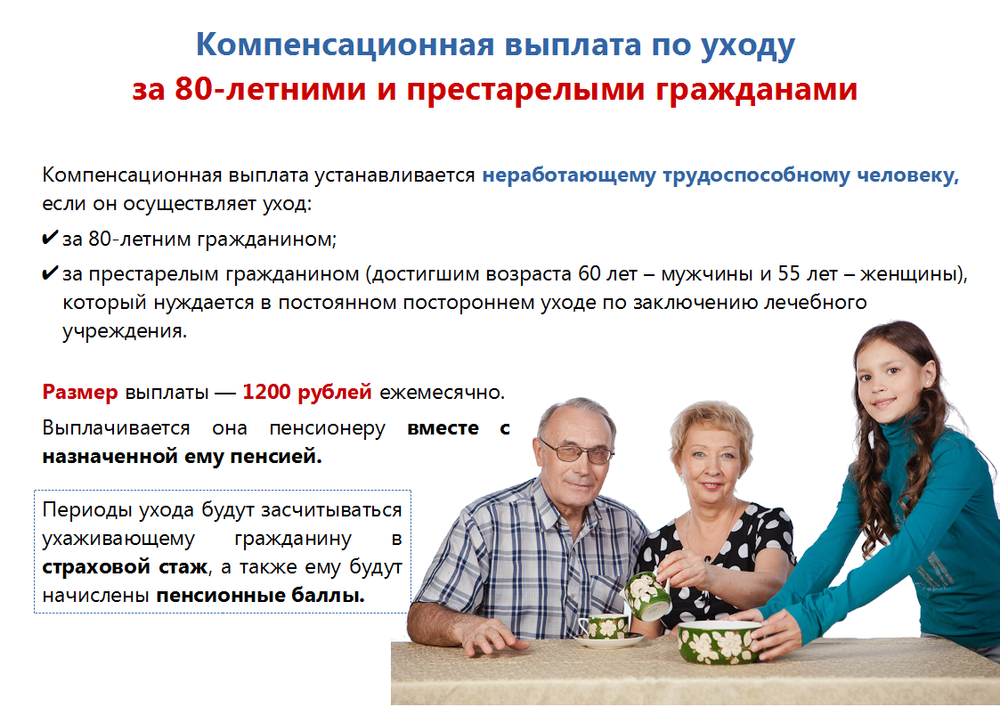 Компенсационная выплата по уходу
за 80-летними и престарелыми гражданами
Компенсационная выплата устанавливается неработающему трудоспособному человеку,
если он осуществляет уход:
✔ за 80-летним гражданином;
✔ за престарелым гражданином (достигшим возраста 60 лет – мужчины и 55 лет – женщины),
который нуждается в постоянном постороннем уходе по заключению лечебного
учреждения.
Размер выплаты — 1200 рублей ежемесячно.
Выплачивается она пенсионеру вместе с
назначенной ему пенсией.
Периоды ухода будут засчитываться
ухаживающему гражданину в
страховой стаж, а также ему будут
начислены пенсионные баллы.